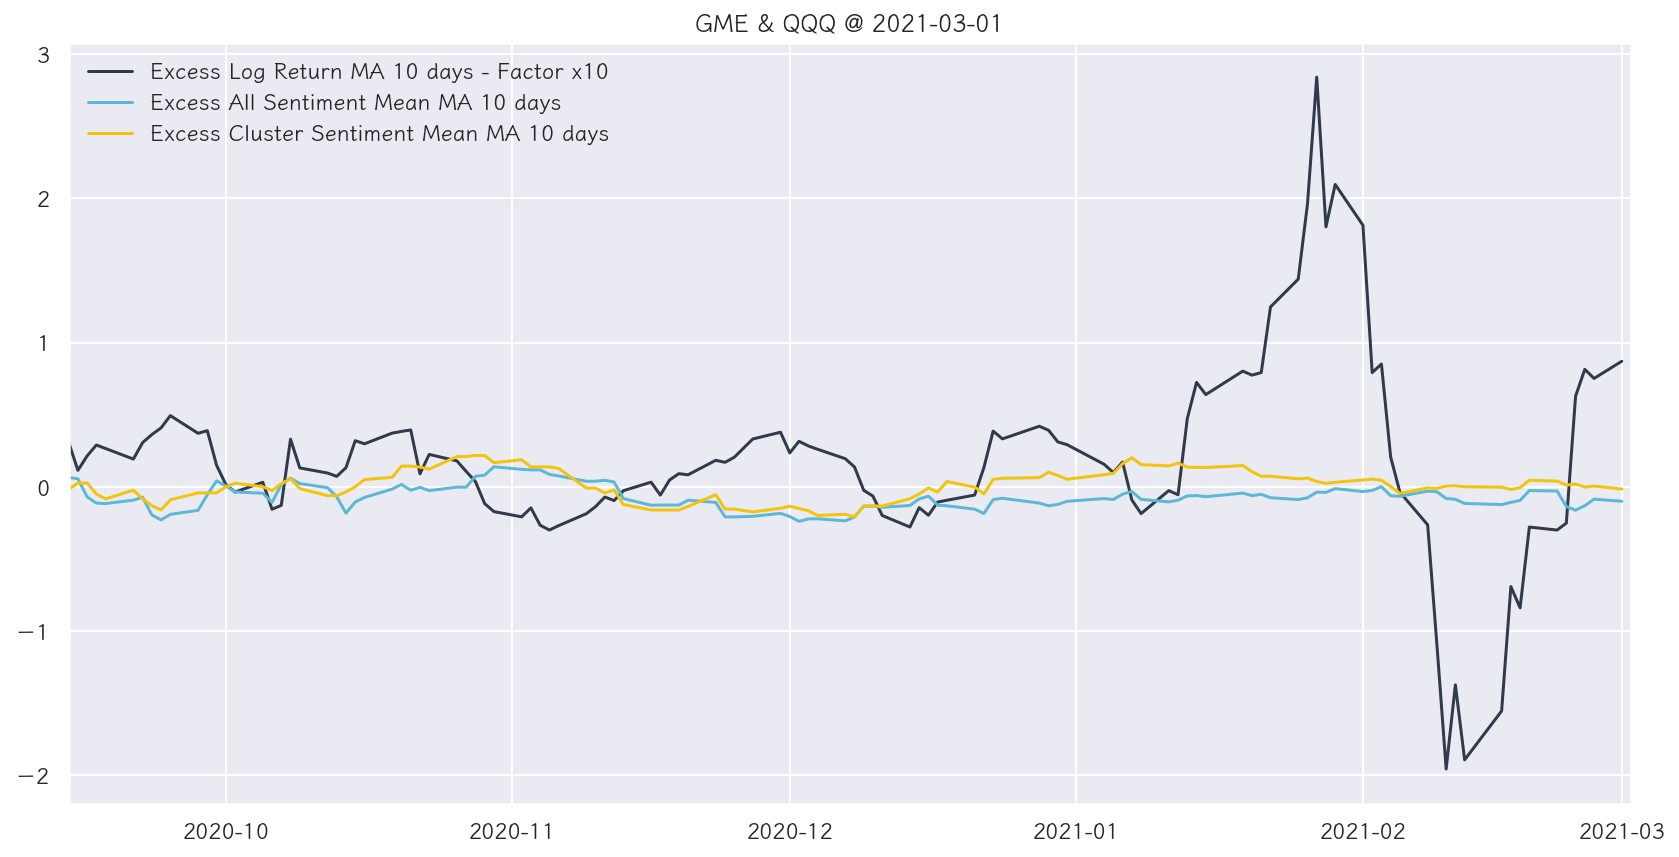 GME & QQQ @ 2021-03-01
3
Excess Log Return MA 10 days - Factor x10
Excess All Sentiment Mean MA 10 days
Excess Cluster Sentiment Mean MA 10 days
2
1
0
−1
−2
2020-10 2020-11 2020-12 2021-01 2021-02 2021-03